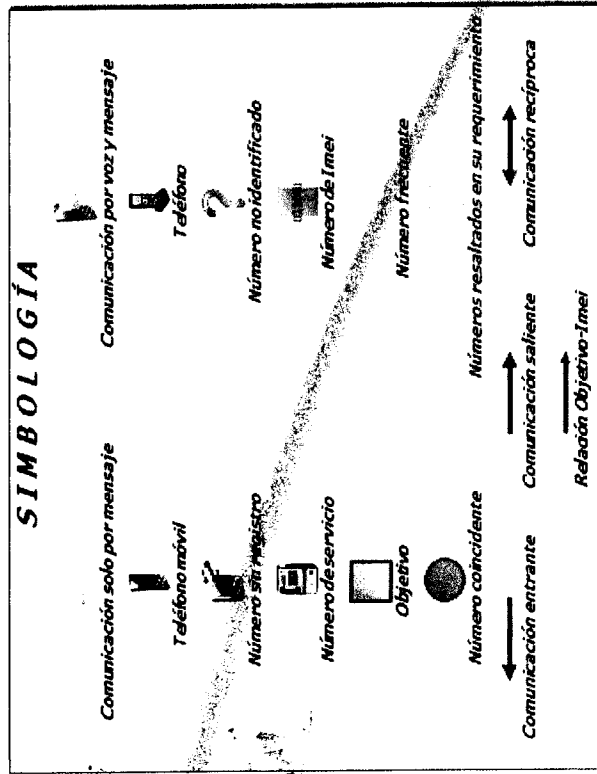 SIMBOLOGÍA
Comunicación solo por mensaje
Teléfono móvil
Número sin registro
Número de servicio
Objetivo
Número coincidente
Comunicación por voz y mensaje
Teléfono
Número no identificado
Número de Imei
Número frecuente
Números resaltados en su requerimiento
Comunicación entrante
Comunicación saliente
Comunicación recíproca
Relación Objetivo-Imei